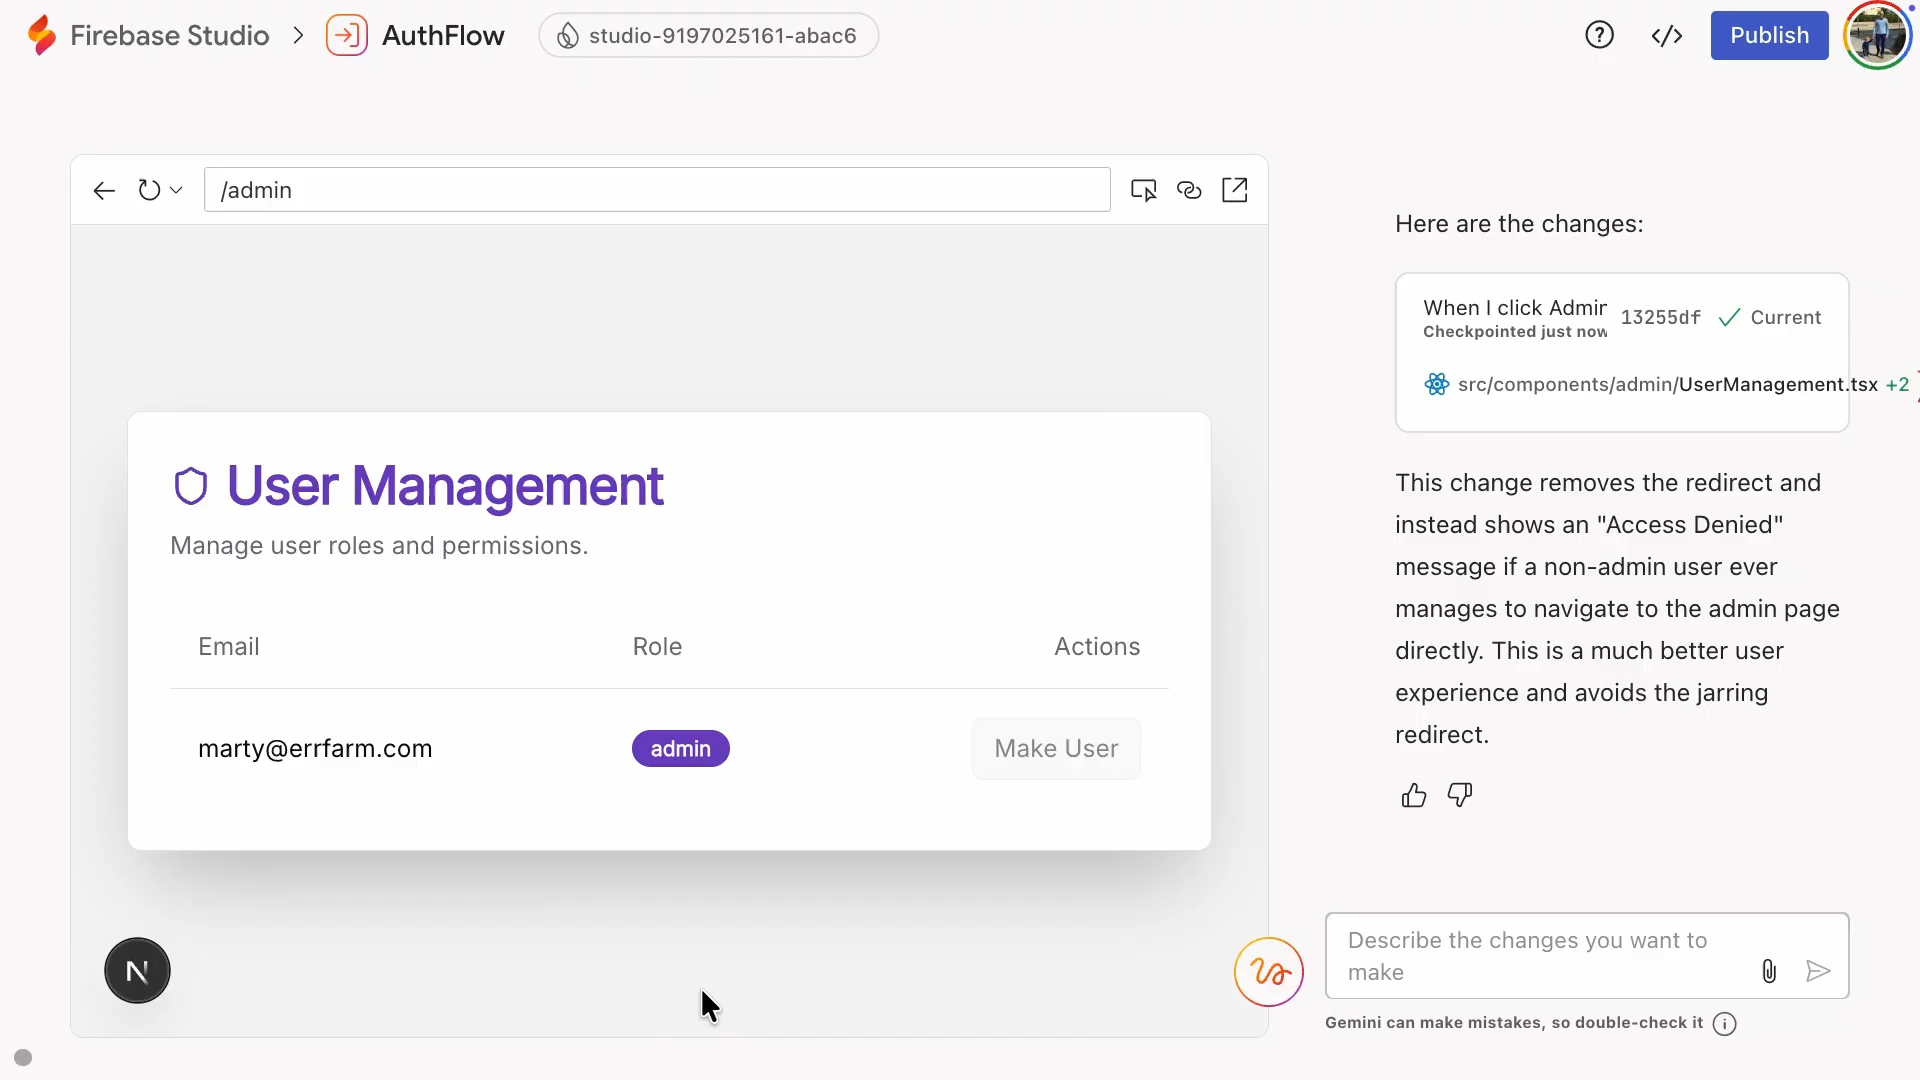 Firebase Studio
AuthFlow
studio-9197025161-abac6
Publish
/admin
User Management
Manage user roles and permissions.
Email Role Actions
marty@errfarm.com admin Make User
N
Here are the changes:
When I click Admin
Checkpointed just now
13255df Current
src/components/admin/UserManagement.tsx +2
This change removes the redirect and
instead shows an "Access Denied"
message if a non-admin user ever
manages to navigate to the admin page
directly. This is a much better user
experience and avoids the jarring
redirect.
Describe the changes you want to
make
Gemini can make mistakes, so double-check it